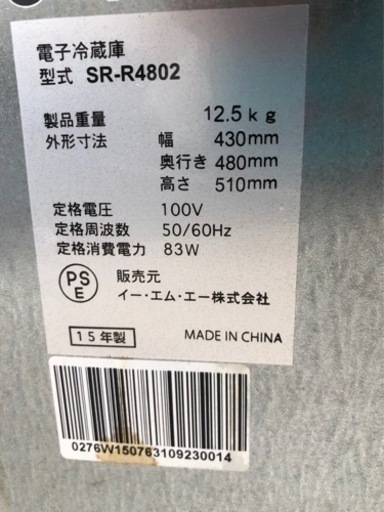 電子冷蔵庫
型式 SR-R4802
製品重量 12.5kg
外形寸法 幅 430mm
奥行き 480mm
高さ 510mm
定格電圧 100V
定格周波数 50/60Hz
定格消費電力 83W
PS
E
販売元
イー・エム・エー株式会社
15年製
MADE IN CHINA
0276W150763109230014